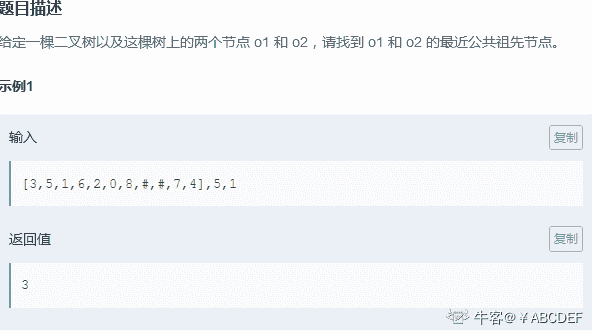 题目描述
给定一棵二叉树以及这棵树上的两个节点 o1 和 o2，请找到 o1 和 o2 的最近公共祖先节点。
示例1
输入
复制
[3,5,1,6,2,0,8,#,#,7,4],5,1
返回值
复制
3
牛客@￥ABCDEF